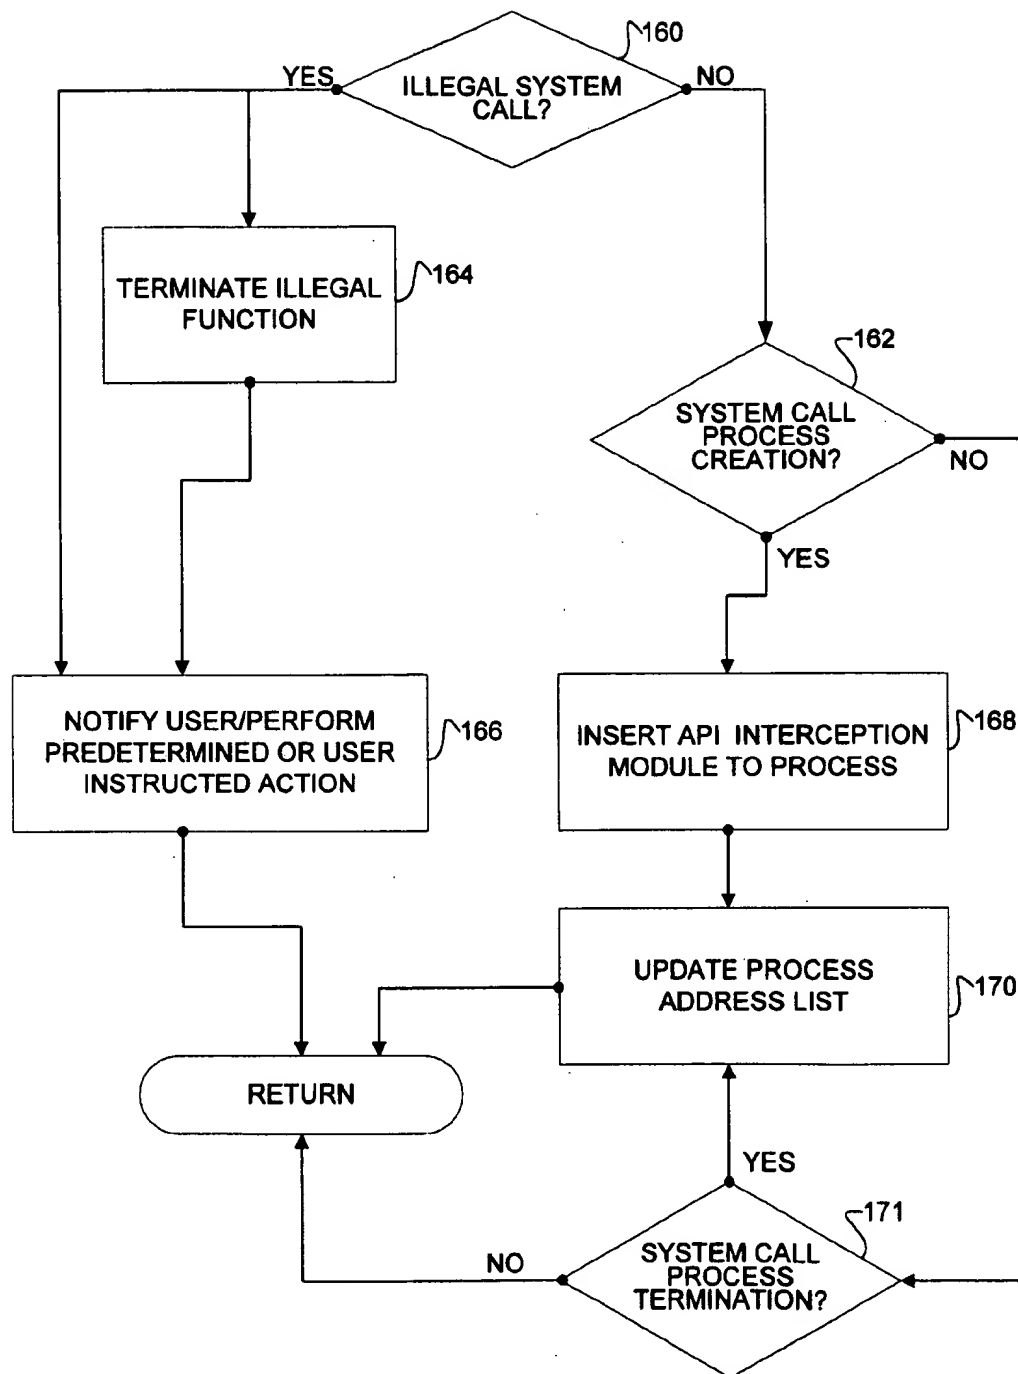 160
YES
NO
ILLEGAL SYSTEM
CALL?
TERMINATE ILLEGAL
FUNCTION
164
162
SYSTEM CALL
PROCESS
CREATION?
NO
YES
NOTIFY USER/PERFORM
PREDETERMINED OR USER
INSTRUCTED ACTION
166
INSERT API INTERCEPTION
MODULE TO PROCESS
168
UPDATE PROCESS
ADDRESS LIST
170
RETURN
YES
171
NO
SYSTEM CALL
PROCESS
TERMINATION?